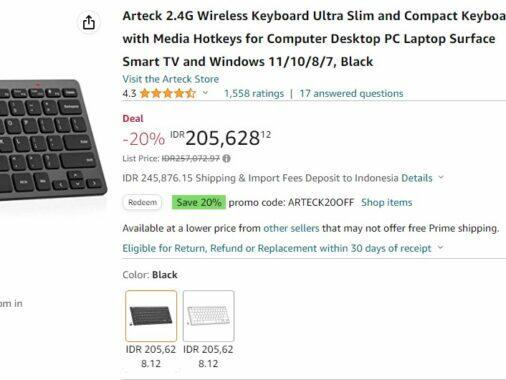 Arteck 2.4G Wireless Keyboard Ultra Slim and Compact Keyboa
with Media Hotkeys for Computer Desktop PC Laptop Surface
Smart TV and Windows 11/10/8/7, Black
Visit the Arteck Store
4.3 1,558 ratings | 17 answered questions
Deal
-20% IDR205,62812
List Price: IDR257,072.97
IDR 245,876.15 Shipping & Import Fees Deposit to Indonesia Details
Redeem Save 20% promo code: ARTECK20OFF Shop items
Available at a lower price from other sellers that may not offer free Prime shipping.
Eligible for Return, Refund or Replacement within 30 days of receipt
Color: Black
om in
IDR 205,62 IDR 205,62
8.12 8.12